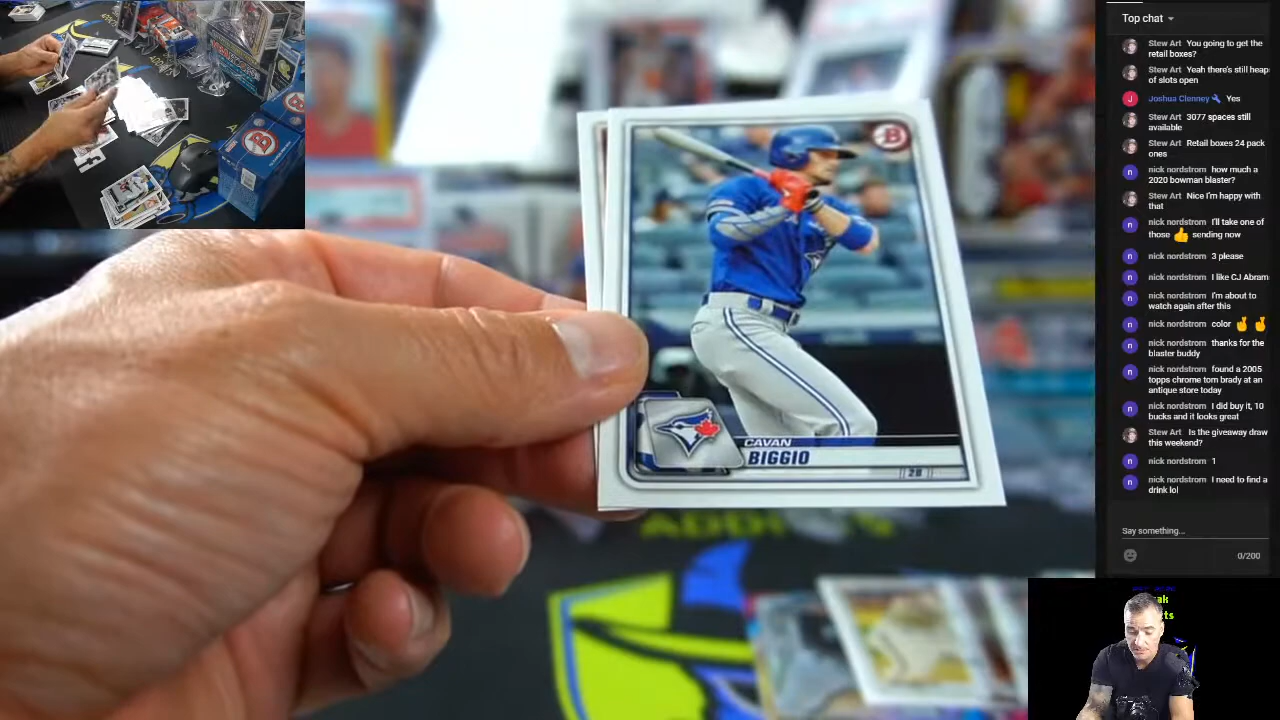 CAVAN
BIGGIO
2B
B
B
ADDICTS
Top chat
Stew Art You going to get the
retail boxes?
Stew Art Yeah there's still heap
of slots open
J
Joshua Clenney Yes
Stew Art 3077 spaces still
available
Stew Art Retail boxes 24 pack
ones
n
nick nordstrom how much a
2020 bowman blaster?
Stew Art Nice I'm happy with
that
n
nick nordstrom I'll take one of
those 👍 sending now
n
nick nordstrom 3 please
n
nick nordstrom I like CJ Abram
n
nick nordstrom I'm about to
watch again after this
n
nick nordstrom color 🤞 🤞
n
nick nordstrom thanks for the
blaster buddy
n
nick nordstrom found a 2005
topps chrome tom brady at an
antique store today
n
nick nordstrom I did buy it, 10
bucks and it looks great
Stew Art Is the giveaway draw
this weekend?
n
nick nordstrom 1
n
nick nordstrom I need to find a
drink lol
Say something...
0/200
ak
ts